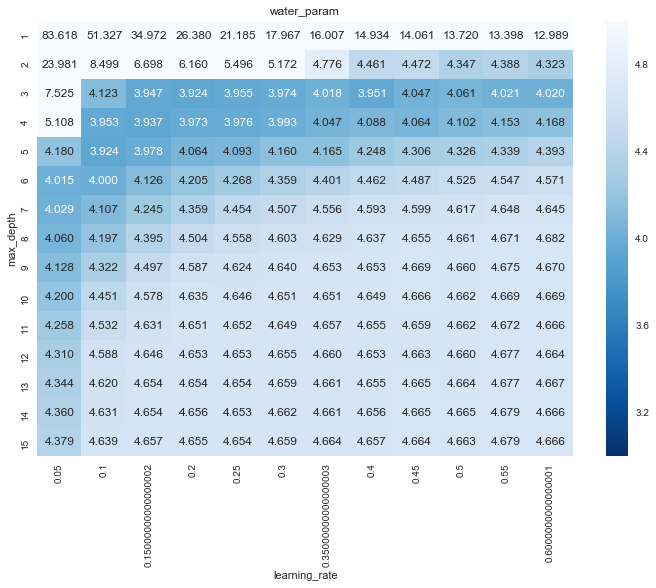 water_param
1 83.618 51.327 34.972 26.380 21.185 17.967 16.007 14.934 14.061 13.720 13.398 12.989
2 23.981 8.499 6.698 6.160 5.496 5.172 4.776 4.461 4.472 4.347 4.388 4.323
3 7.525 4.123 3.947 3.924 3.955 3.974 4.018 3.951 4.047 4.061 4.021 4.020
4 5.108 3.953 3.937 3.973 3.976 3.993 4.047 4.088 4.064 4.102 4.153 4.168
5 4.180 3.924 3.978 4.064 4.093 4.160 4.165 4.248 4.306 4.326 4.339 4.393
6 4.015 4.000 4.126 4.205 4.268 4.359 4.401 4.462 4.487 4.525 4.547 4.571
7 4.029 4.107 4.245 4.359 4.454 4.507 4.556 4.593 4.599 4.617 4.648 4.645
8 4.060 4.197 4.395 4.504 4.558 4.603 4.629 4.637 4.655 4.661 4.671 4.682
9 4.128 4.322 4.497 4.587 4.624 4.640 4.653 4.653 4.669 4.660 4.675 4.670
10 4.200 4.451 4.578 4.635 4.646 4.651 4.651 4.649 4.666 4.662 4.669 4.669
11 4.258 4.532 4.631 4.651 4.652 4.649 4.657 4.655 4.659 4.662 4.672 4.666
12 4.310 4.588 4.646 4.653 4.653 4.655 4.660 4.653 4.663 4.660 4.677 4.664
13 4.344 4.620 4.654 4.654 4.654 4.659 4.661 4.655 4.665 4.664 4.677 4.667
14 4.360 4.631 4.654 4.656 4.653 4.662 4.661 4.656 4.665 4.665 4.679 4.666
15 4.379 4.639 4.657 4.655 4.654 4.659 4.664 4.657 4.664 4.663 4.679 4.666
max_depth
0.05 0.1 0.15000000000000002 0.2 0.25 0.3 0.35000000000000003 0.4 0.45 0.5 0.55 0.6000000000000001
learning_rate
4.8
4.4
4.0
3.6
3.2